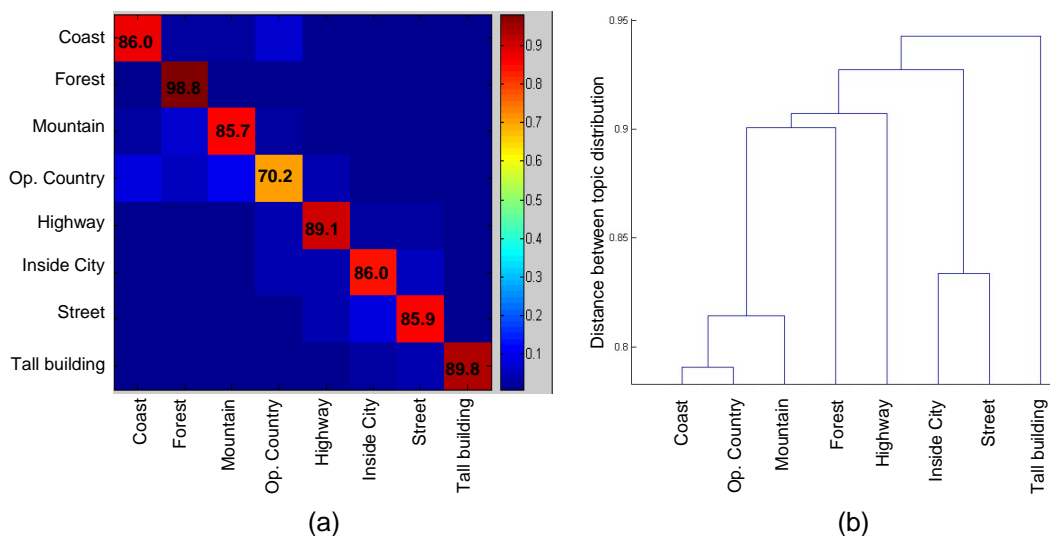 Coast
Forest
Mountain
Op. Country
Highway
Inside City
Street
Tall building
86.0
98.8
85.7
70.2
89.1
86.0
85.9
89.8
0.9
0.8
0.7
0.6
0.5
0.4
0.3
0.2
0.1
Coast
Forest
Mountain
Op. Country
Highway
Inside City
Street
Tall building
(a)
Distance between topic distribution
0.95
0.9
0.85
0.8
Coast
Op. Country
Mountain
Forest
Highway
Inside City
Street
Tall building
(b)